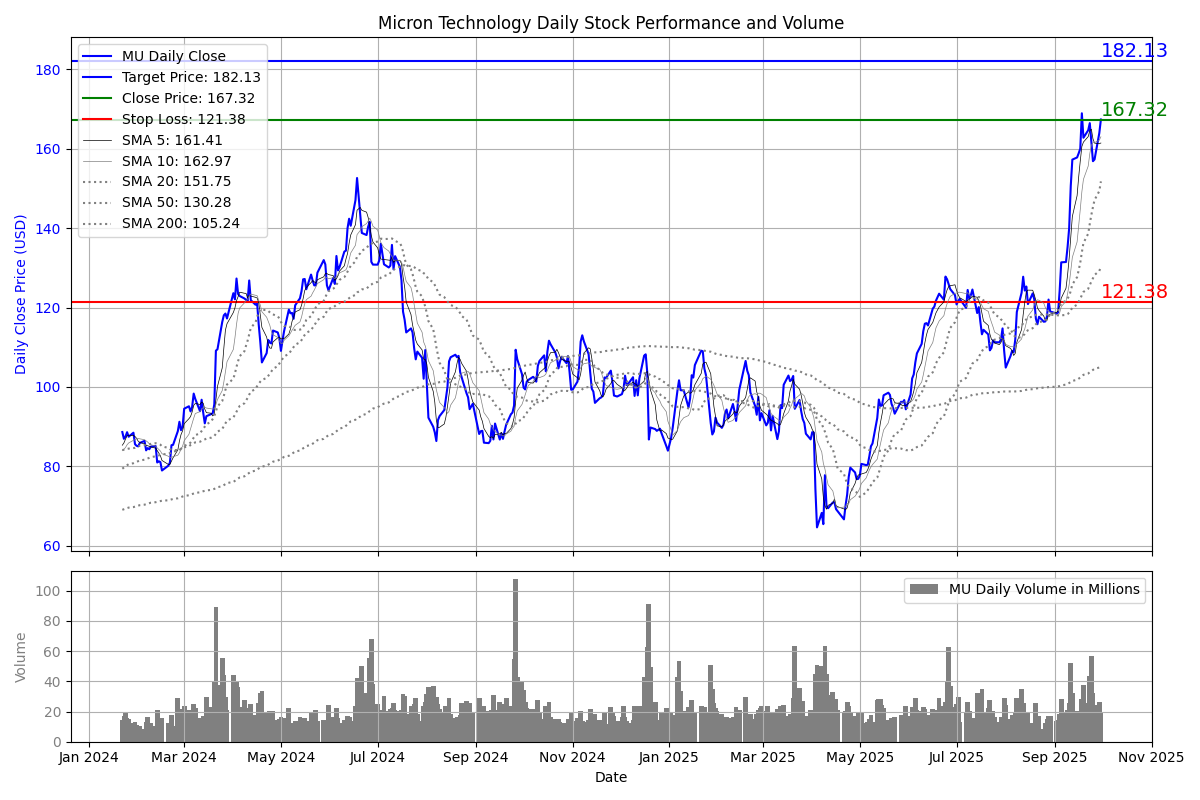 Micron Technology Daily Stock Performance and Volume
MU Daily Close
Target Price: 182.13
Close Price: 167.32
Stop Loss: 121.38
SMA 5: 161.41
SMA 10: 162.97
SMA 20: 151.75
SMA 50: 130.28
SMA 200: 105.24
182.13
167.32
121.38
180
160
140
120
100
80
60
Daily Close Price (USD)
MU Daily Volume in Millions
100
80
60
40
20
0
Volume
Jan 2024 Mar 2024 May 2024 Jul 2024 Sep 2024 Nov 2024 Jan 2025 Mar 2025 May 2025 Jul 2025 Sep 2025 Nov 2025
Date